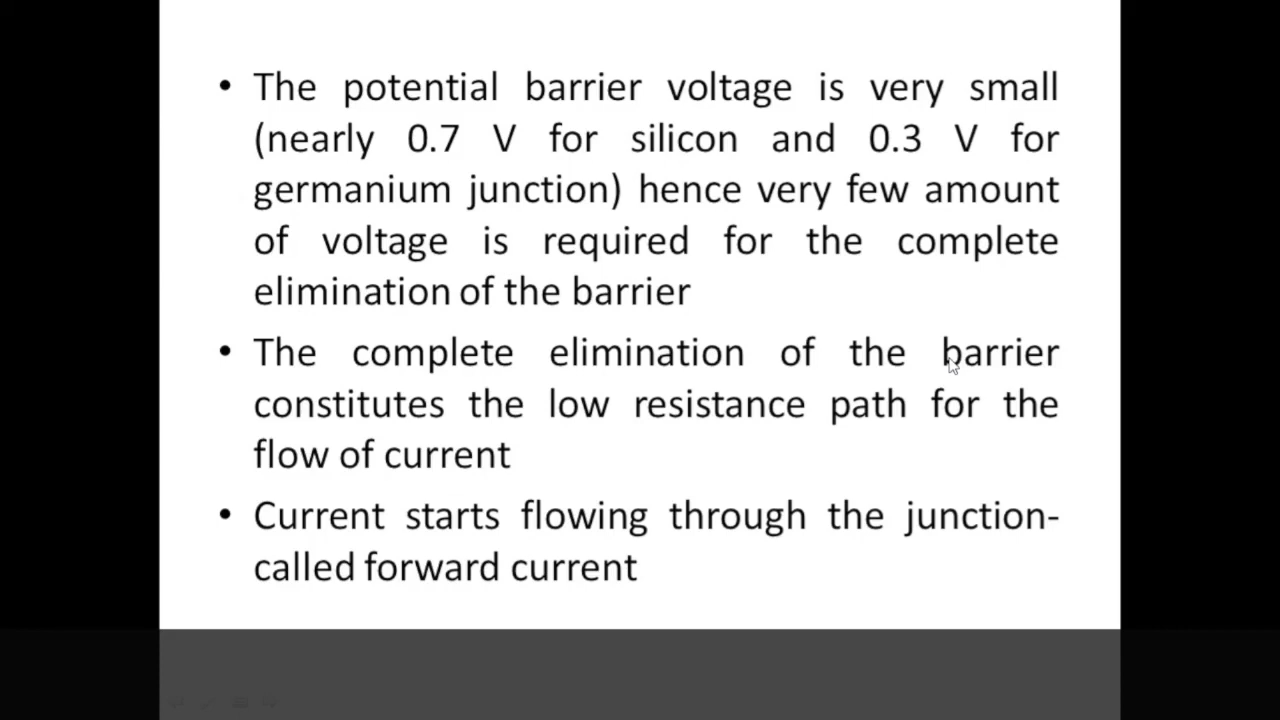 • The potential barrier voltage is very small
(nearly 0.7 V for silicon and 0.3 V for
germanium junction) hence very few amount
of voltage is required for the complete
elimination of the barrier
• The complete elimination of the barrier
constitutes the low resistance path for the
flow of current
• Current starts flowing through the junction-
called forward current